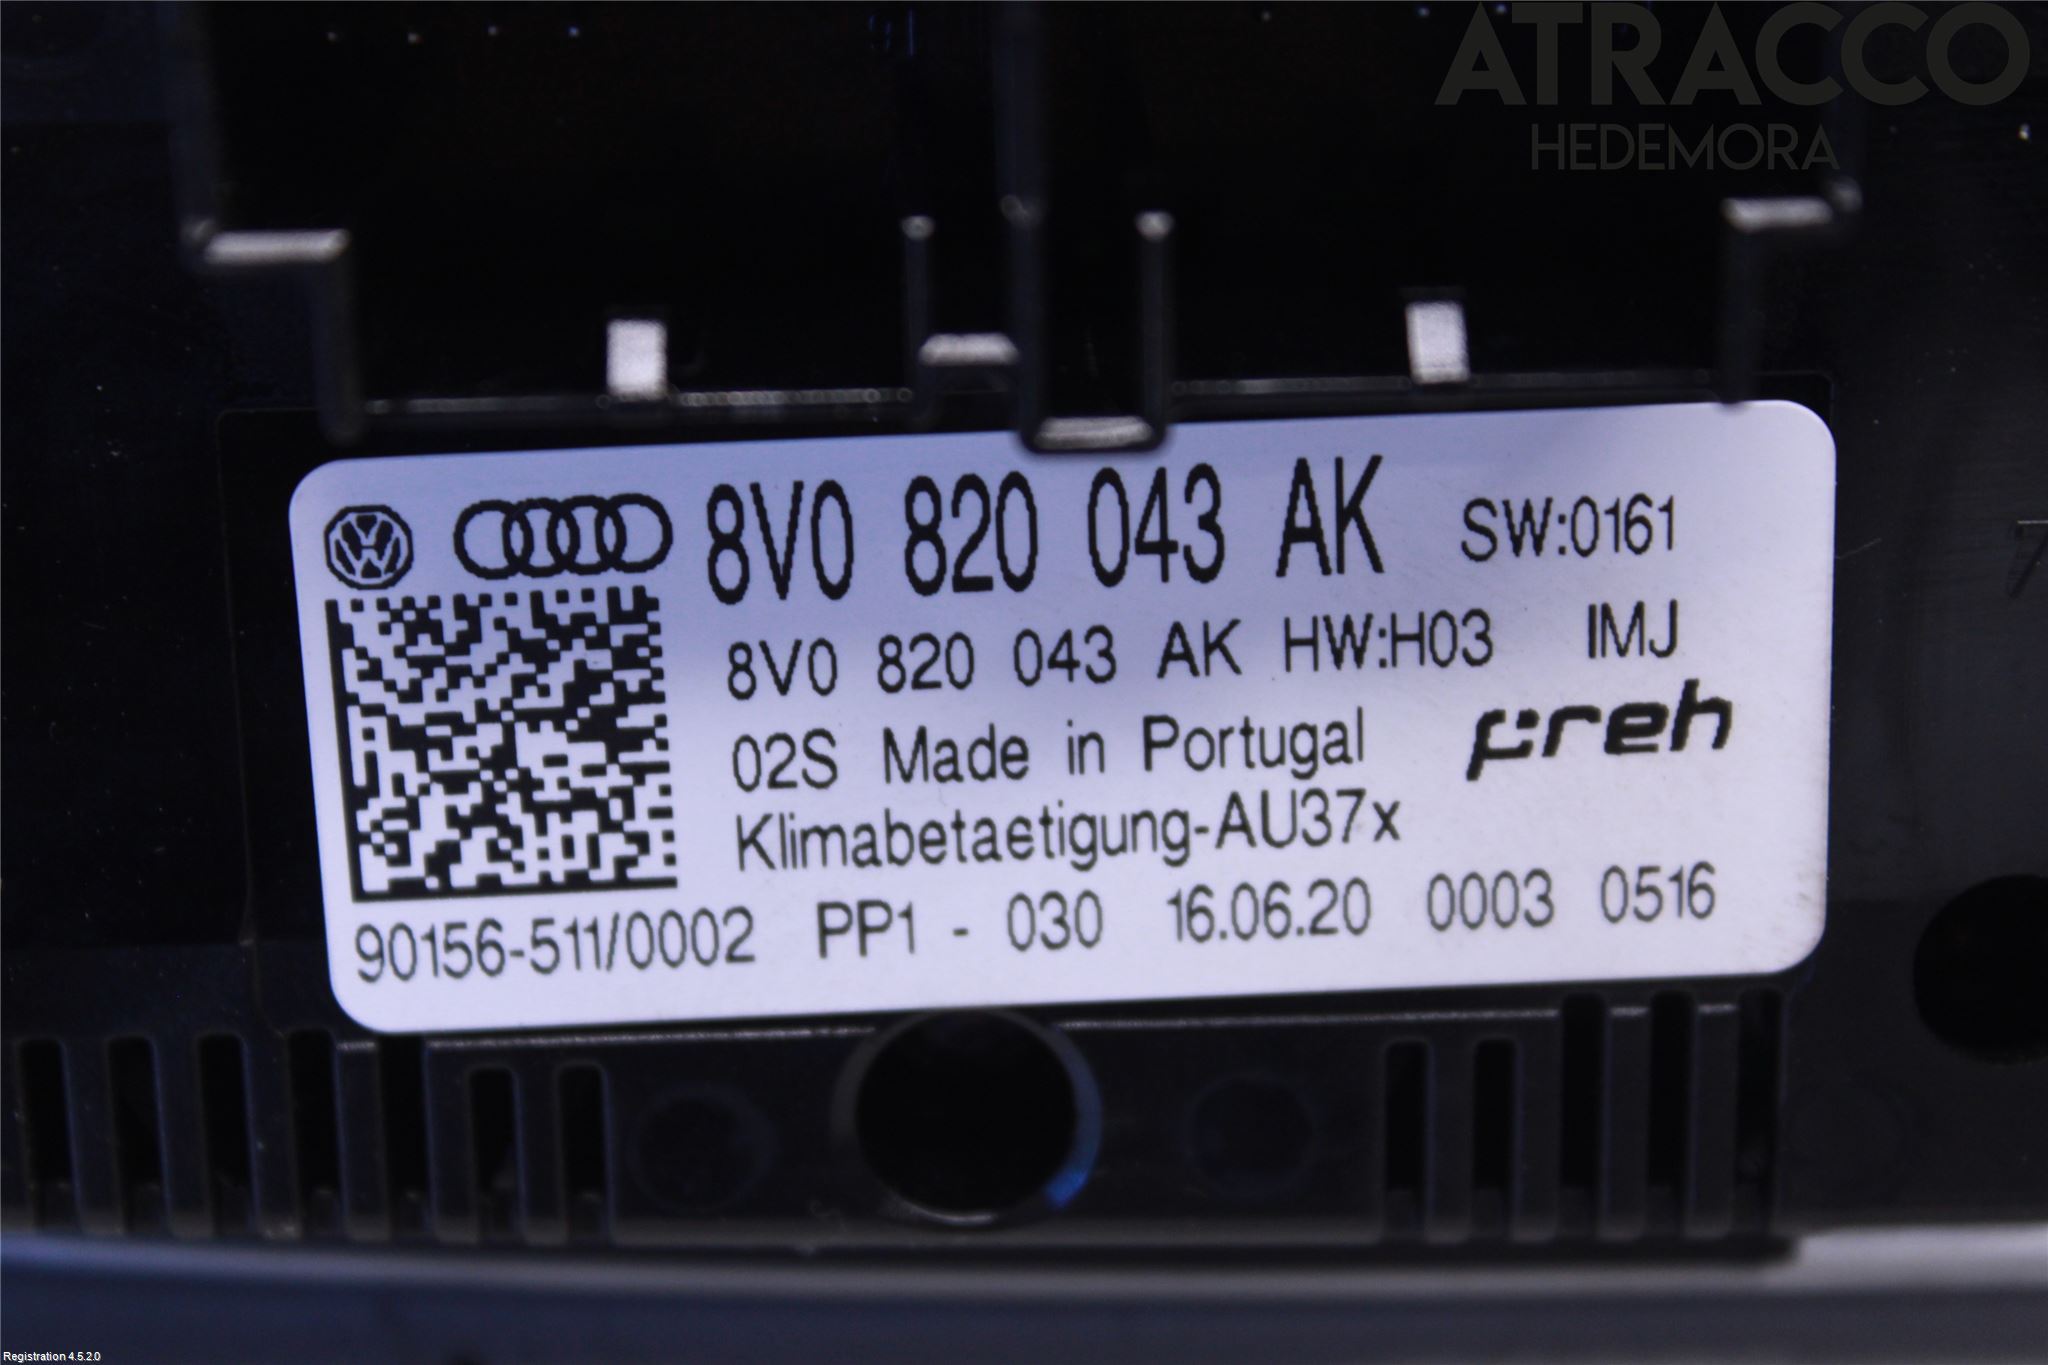 ATRACCO
HEDEMORA
8V0 820 043 AK SW:0161
8V0 820 043 AK HW:H03 IMJ
02S Made in Portugal preh
Klimabetaetigung-AU37x
90156-511/0002 PP1 - 030 16.06.20 0003 0516
Registration 4.5.2.0